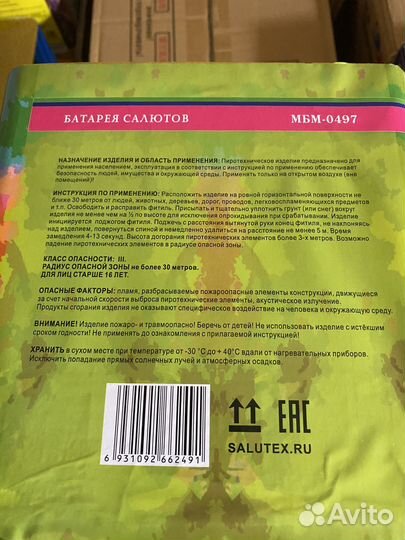 БАТАРЕЯ САЛЮТОВ МБМ-0497
НАЗНАЧЕНИЕ ИЗДЕЛИЯ И ОБЛАСТЬ ПРИМЕНЕНИЯ: Пиротехническое изделие предназначено для
применения населением, эксплуатация в соответствии с инструкцией по применению обеспечивает
безопасность людей, имущества и окружающей среды. Применять только на открытом воздухе (вне
помещений)!
ИНСТРУКЦИЯ ПО ПРИМЕНЕНИЮ: Расположить изделие на ровной горизонтальной поверхности не
ближе 30 метров от людей, животных, деревьев, дорог, проводов, легковоспламеняющихся предметов
и т.п. Освободить и расправить фитиль. Присыпать и тщательно уплотнить грунт (или снег) вокруг
изделия не менее чем на ½ по высоте для исключения опрокидывания при срабатывании. Изделие
инициируется поджогом фитиля. Поджечь с расстояния вытянутой руки конец фитиля, не наклоняясь
над изделием, повернуться спиной и немедленно удалиться на расстояние не менее 5 м. Время
замедления 4-13 секунд. Высота догорания пиротехнических элементов более 3-х метров. Возможно
падение пиротехнических элементов в радиусе опасной зоны.
КЛАСС ОПАСНОСТИ: III.
РАДИУС ОПАСНОЙ ЗОНЫ не более 30 метров.
ДЛЯ ЛИЦ СТАРШЕ 16 ЛЕТ.
ОПАСНЫЕ ФАКТОРЫ: пламя, разбрасываемые пожароопасные элементы конструкции, движущиеся
за счет начальной скорости выброса пиротехнические элементы, акустическое излучение.
Продукты сгорания изделия не оказывают специфическое воздействие на человека и окружающую среду.
ВНИМАНИЕ! Изделие пожаро- и травмоопасно! Беречь от детей! Не использовать изделие с истёкшим
сроком годности! Не применять до ознакомления с прилагаемой инструкцией!
ХРАНИТЬ в сухом месте при температуре от -30 °С до + 40°С вдали от нагревательных приборов.
Исключить попадание прямых солнечных лучей и атмосферных осадков.
EAC
SALUTEX.RU
6 931092 662491
Avito